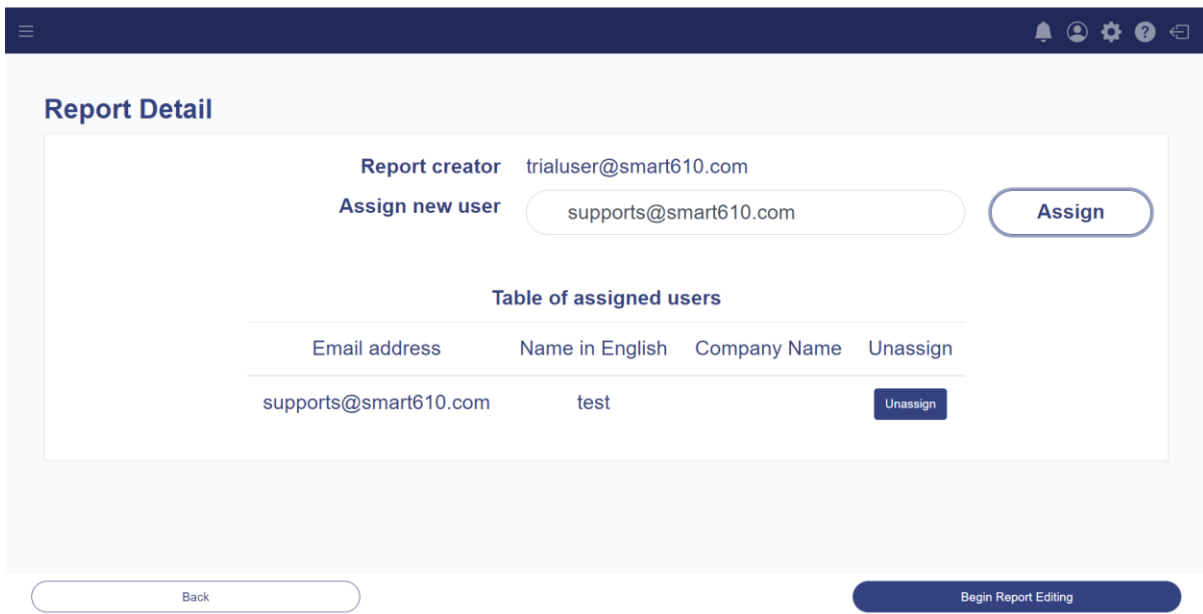 Report Detail
Report creator trialuser@smart610.com
Assign new user supports@smart610.com Assign
Table of assigned users
Email address Name in English Company Name Unassign
supports@smart610.com test Unassign
Back Begin Report Editing